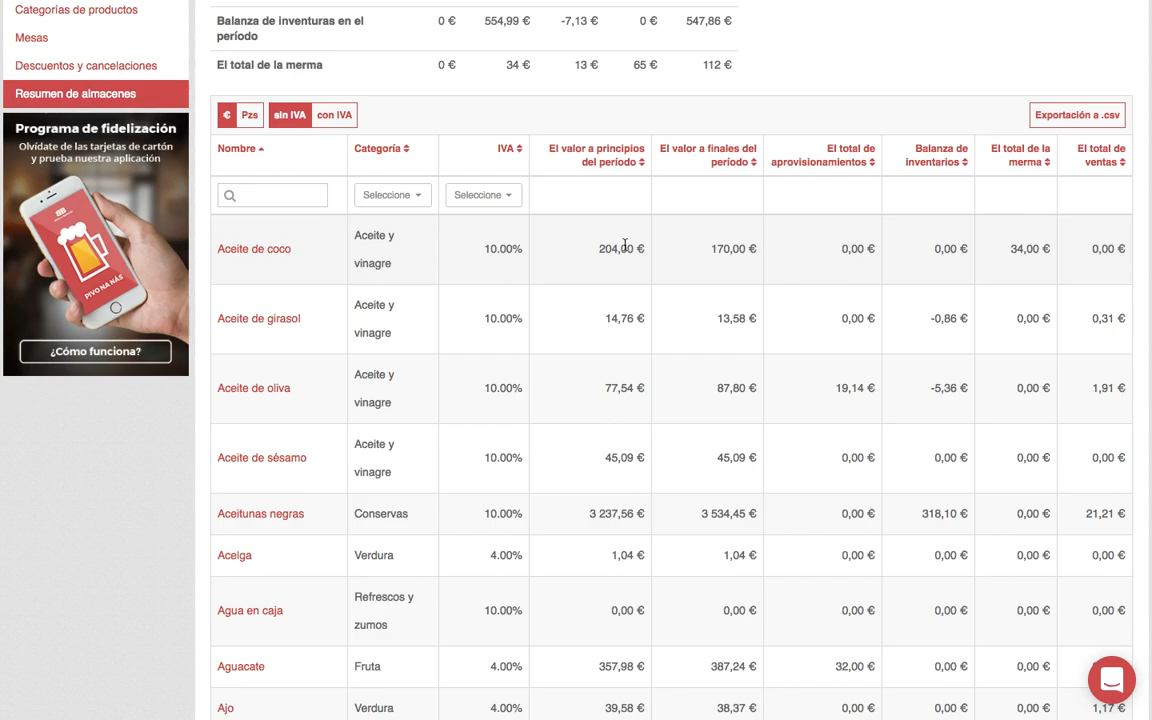 Categorías de productos
Mesas
Descuentos y cancelaciones
Resumen de almacenes
Programa de fidelización
Olvídate de las tarjetas de cartón
y prueba nuestra aplicación
PIVO NA NÁS
¿Cómo funciona?
Balanza de inventuras en el período 0 € 554,99 € -7,13 € 0 € 547,86 €
El total de la merma 0 € 34 € 13 € 65 € 112 €
€ Pzs sin IVA con IVA Exportación a .csv
Nombre Categoría IVA El valor a principios del período El valor a finales del período El total de aprovisionamientos Balanza de inventarios El total de la merma El total de ventas
Seleccione Seleccione
Aceite de coco Aceite y vinagre 10.00% 204,00 € 170,00 € 0,00 € 0,00 € 34,00 € 0,00 €
Aceite de girasol Aceite y vinagre 10.00% 14,76 € 13,58 € 0,00 € -0,86 € 0,00 € 0,31 €
Aceite de oliva Aceite y vinagre 10.00% 77,54 € 87,80 € 19,14 € -5,36 € 0,00 € 1,91 €
Aceite de sésamo Aceite y vinagre 10.00% 45,09 € 45,09 € 0,00 € 0,00 € 0,00 € 0,00 €
Aceitunas negras Conservas 10.00% 3 237,56 € 3 534,45 € 0,00 € 318,10 € 0,00 € 21,21 €
Acelga Verdura 4.00% 1,04 € 1,04 € 0,00 € 0,00 € 0,00 € 0,00 €
Agua en caja Refrescos y zumos 10.00% 0,00 € 0,00 € 0,00 € 0,00 € 0,00 € 0,00 €
Aguacate Fruta 4.00% 357,98 € 387,24 € 32,00 € 0,00 € 0,00 €
Ajo Verdura 4.00% 39,58 € 38,37 € 0,00 € 0,00 € 0,00 € 1,17 €